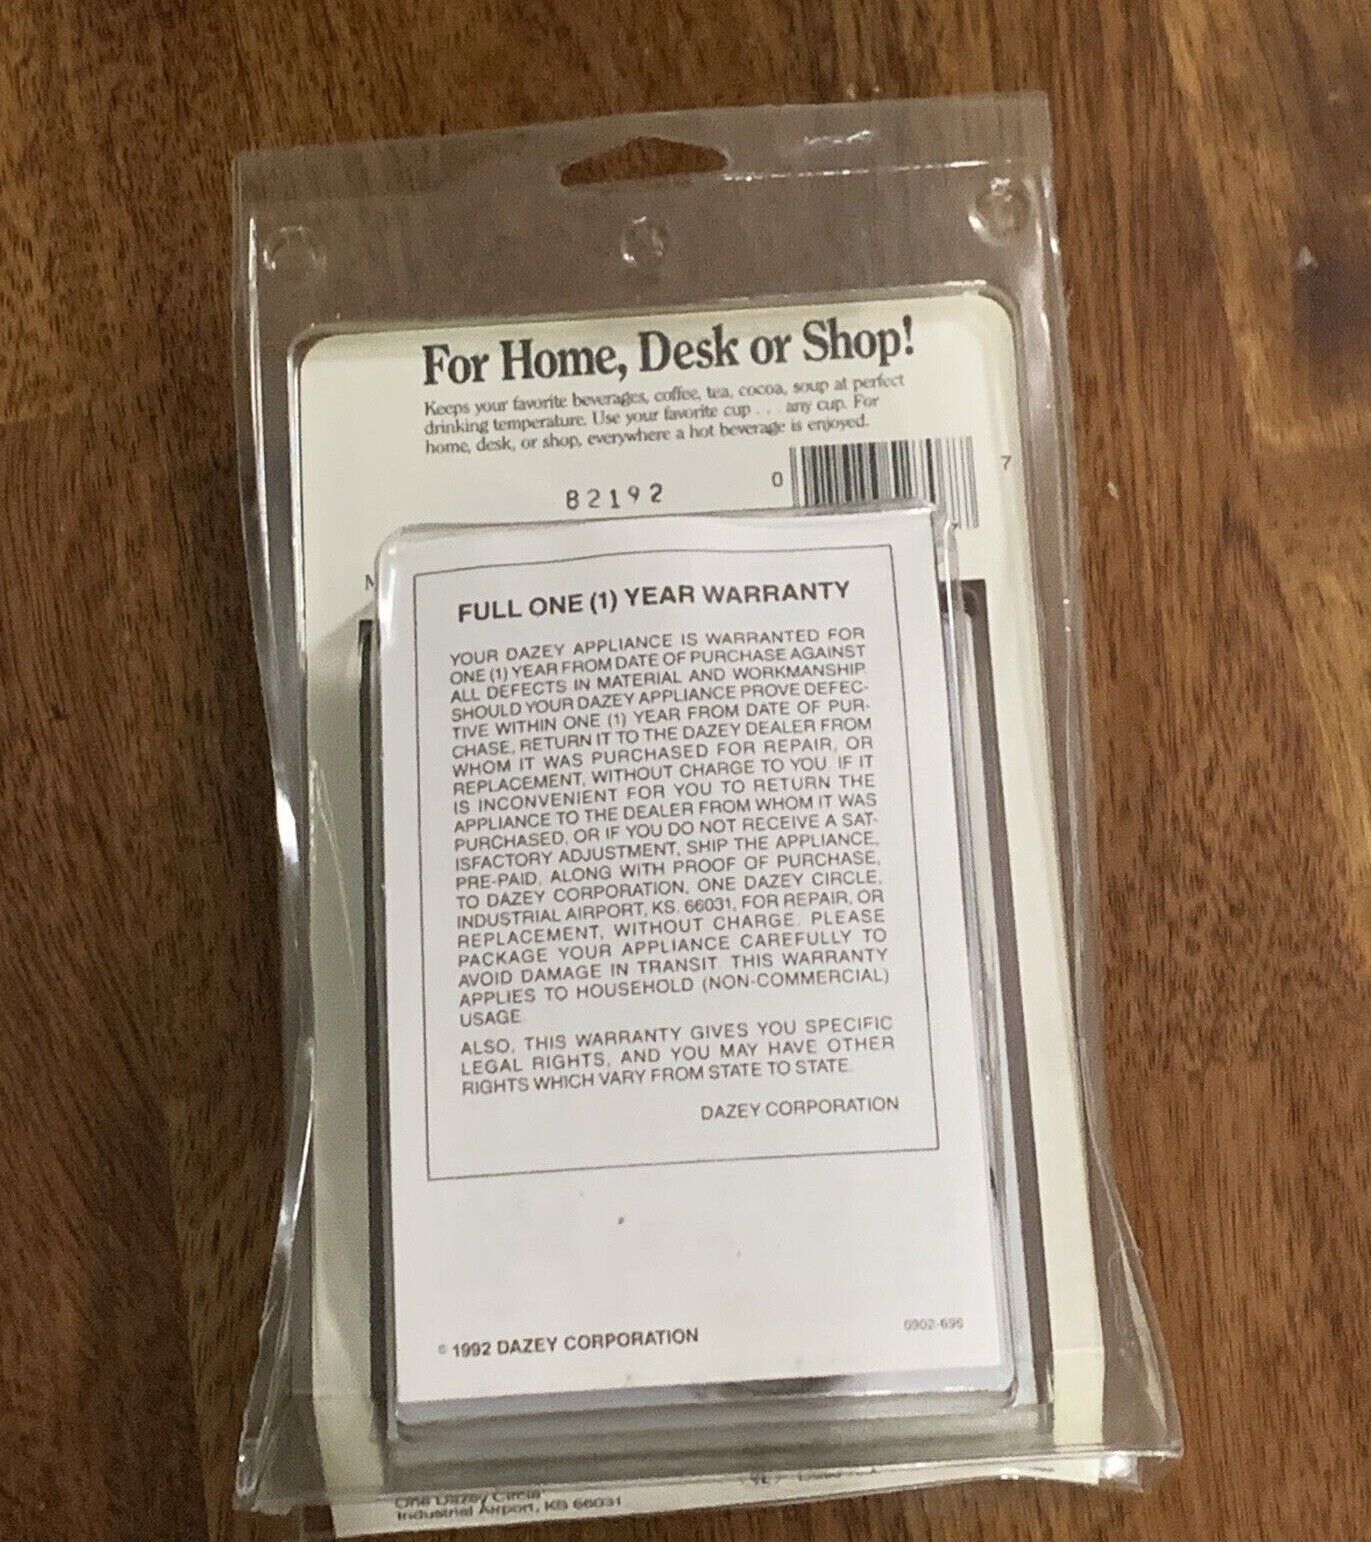 For Home, Desk or Shop!
Keeps your favorite beverages, coffee, tea, cocoa, soup at perfect
drinking temperature. Use your favorite cup . . . any cup. For
home, desk, or shop, everywhere a hot beverage is enjoyed.
82192
0
7
M
FULL ONE (1) YEAR WARRANTY
YOUR DAZEY APPLIANCE IS WARRANTED FOR
ONE (1) YEAR FROM DATE OF PURCHASE AGAINST
ALL DEFECTS IN MATERIAL AND WORKMANSHIP.
SHOULD YOUR DAZEY APPLIANCE PROVE DEFEC-
TIVE WITHIN ONE (1) YEAR FROM DATE OF PUR-
CHASE, RETURN IT TO THE DAZEY DEALER FROM
WHOM IT WAS PURCHASED FOR REPAIR, OR
REPLACEMENT, WITHOUT CHARGE TO YOU. IF IT
IS INCONVENIENT FOR YOU TO RETURN THE
APPLIANCE TO THE DEALER FROM WHOM IT WAS
PURCHASED, OR IF YOU DO NOT RECEIVE A SAT-
ISFACTORY ADJUSTMENT, SHIP THE APPLIANCE,
PRE-PAID, ALONG WITH PROOF OF PURCHASE,
TO DAZEY CORPORATION, ONE DAZEY CIRCLE,
INDUSTRIAL AIRPORT, KS. 66031, FOR REPAIR, OR
REPLACEMENT, WITHOUT CHARGE. PLEASE
PACKAGE YOUR APPLIANCE CAREFULLY TO
AVOID DAMAGE IN TRANSIT. THIS WARRANTY
APPLIES TO HOUSEHOLD (NON-COMMERCIAL)
USAGE.
ALSO, THIS WARRANTY GIVES YOU SPECIFIC
LEGAL RIGHTS, AND YOU MAY HAVE OTHER
RIGHTS WHICH VARY FROM STATE TO STATE.
DAZEY CORPORATION
© 1992 DAZEY CORPORATION
0902-696
One Dazey Circle
Industrial Airport, KS 66031